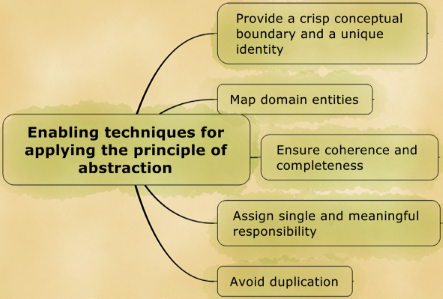 Provide a crisp conceptual
boundary and a unique
identity
Map domain entities
Enabling techniques for
applying the principle of
abstraction
Ensure coherence and
completeness
Assign single and meaningful
responsibility
Avoid duplication